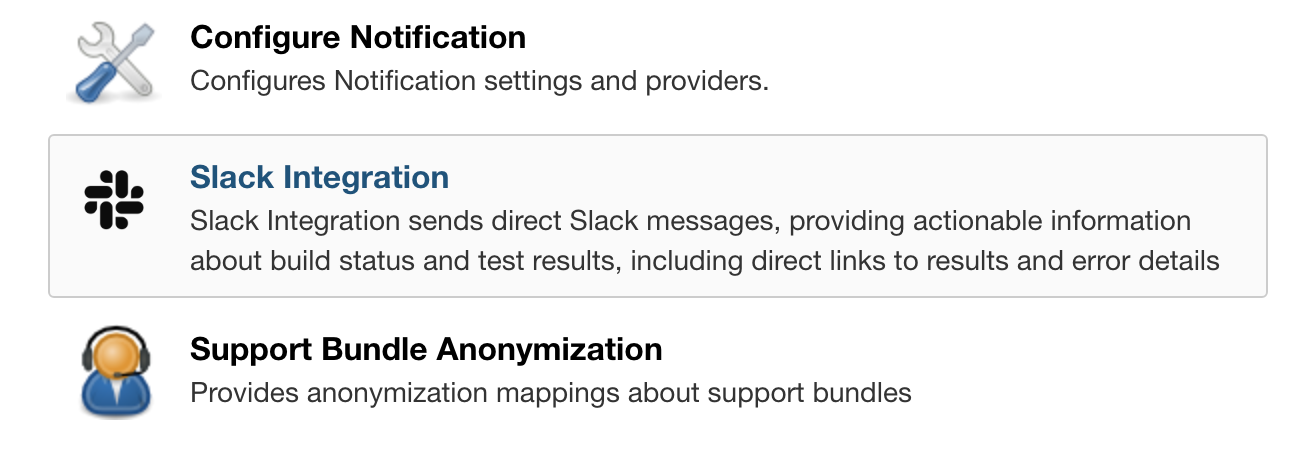 Configure Notification
Configures Notification settings and providers.
Slack Integration
Slack Integration sends direct Slack messages, providing actionable information
about build status and test results, including direct links to results and error details
Support Bundle Anonymization
Provides anonymization mappings about support bundles